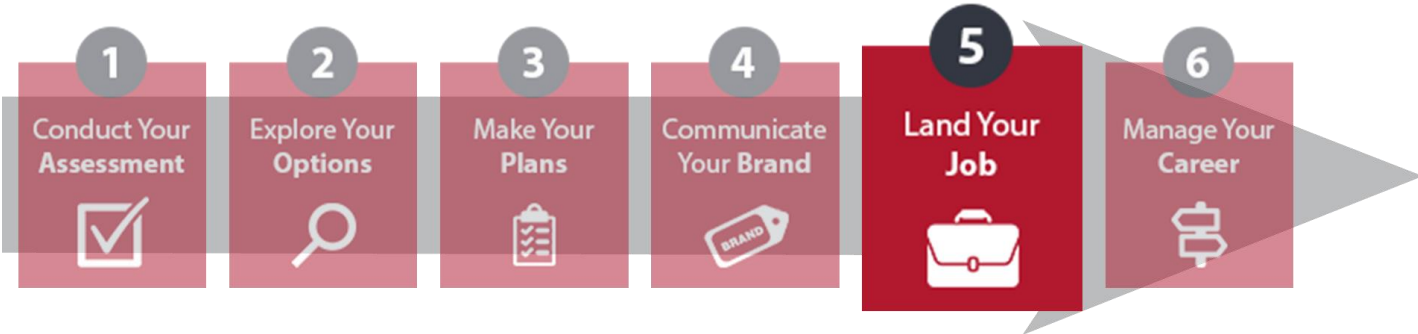 1
Conduct Your
Assessment
2
Explore Your
Options
3
Make Your
Plans
4
Communicate
Your Brand
BRAND
5
Land Your
Job
6
Manage Your
Career